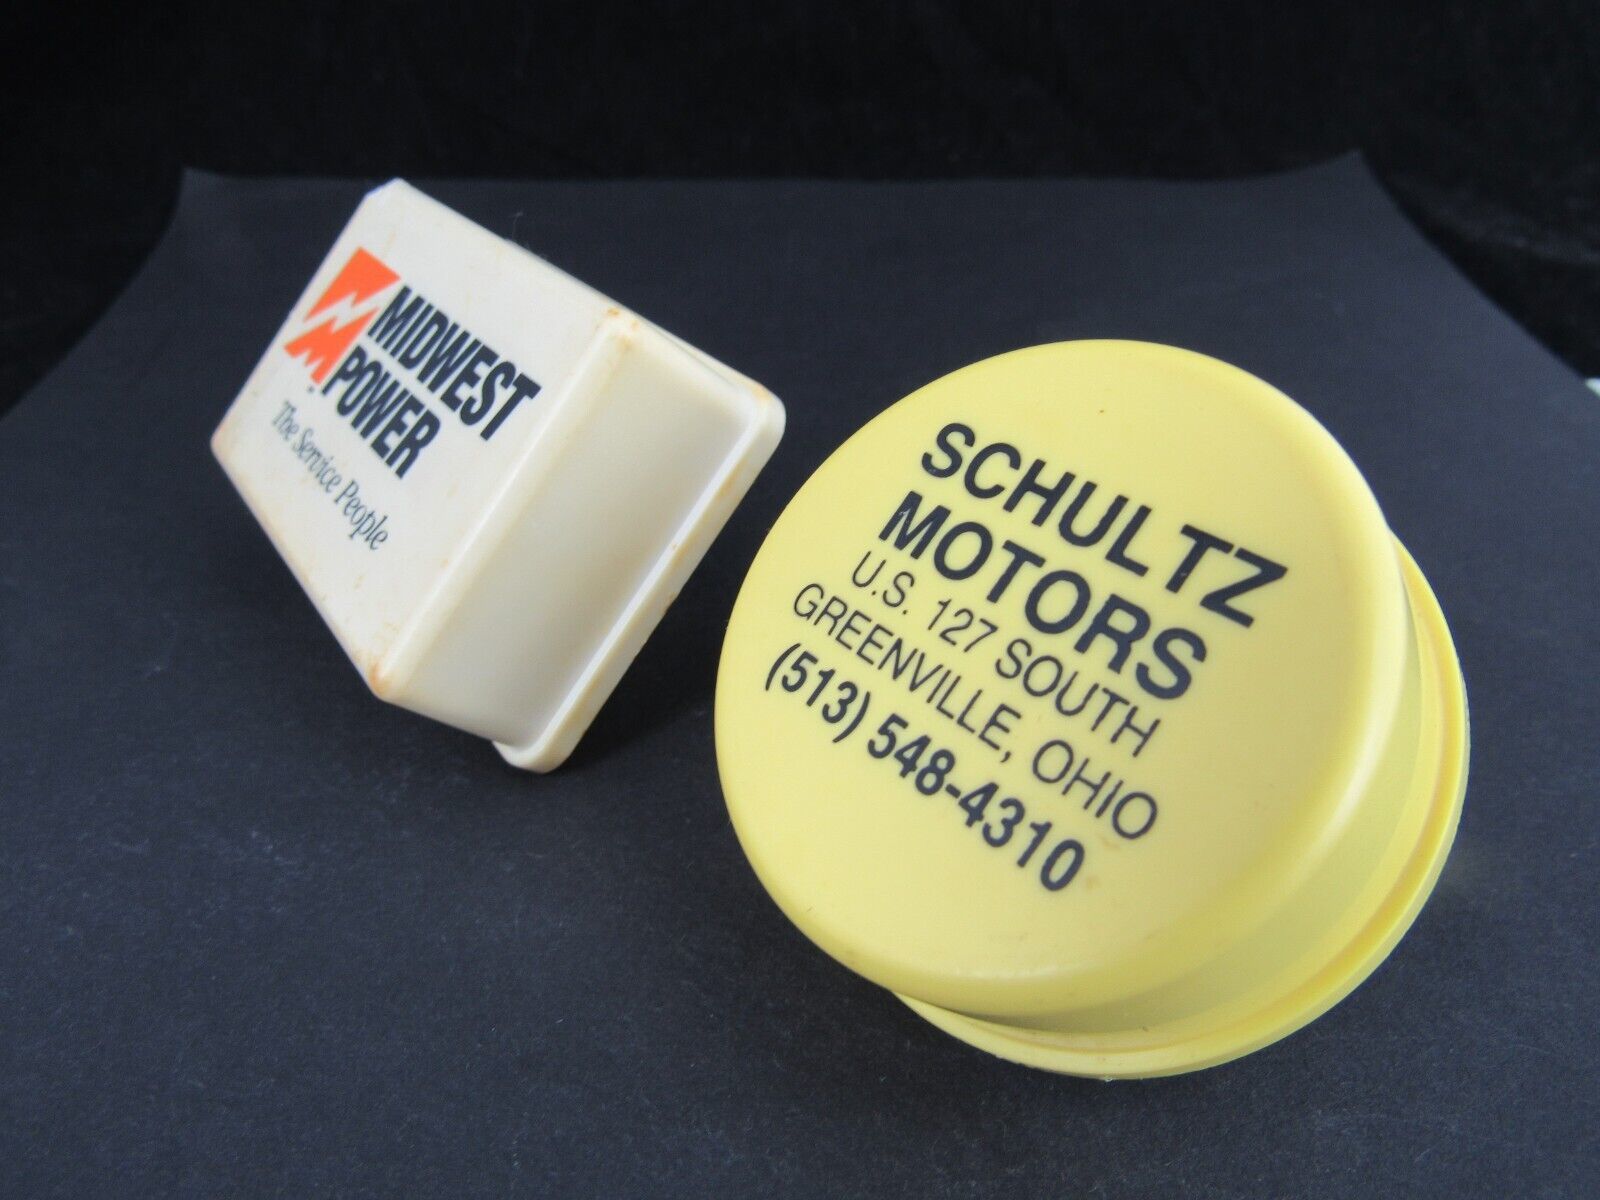 MIDWEST
POWER
The Service People
SCHULTZ
MOTORS
U.S. 127 SOUTH
GREENVILLE, OHIO
(513) 548-4310